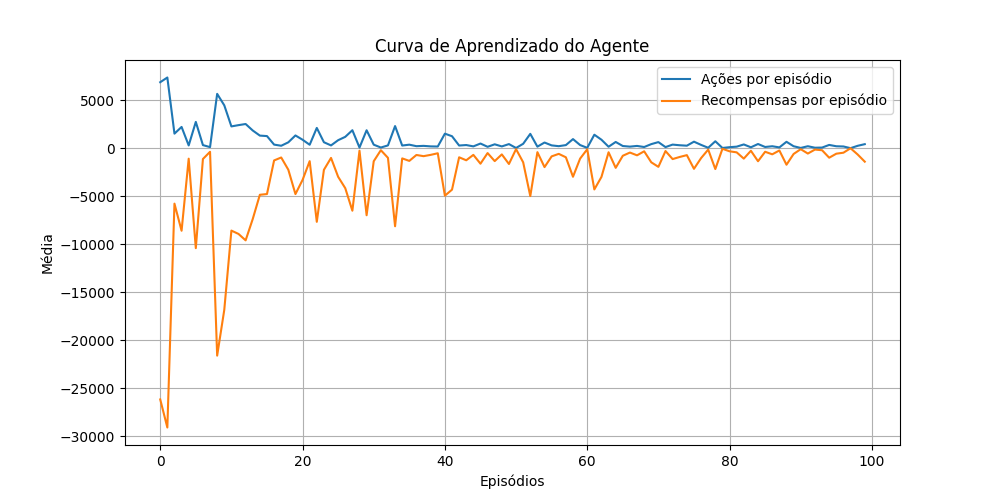 Curva de Aprendizado do Agente
Ações por episódio
Recompensas por episódio
5000
0
−5000
−10000
−15000
−20000
−25000
−30000
Média
0 20 40 60 80 100
Episódios